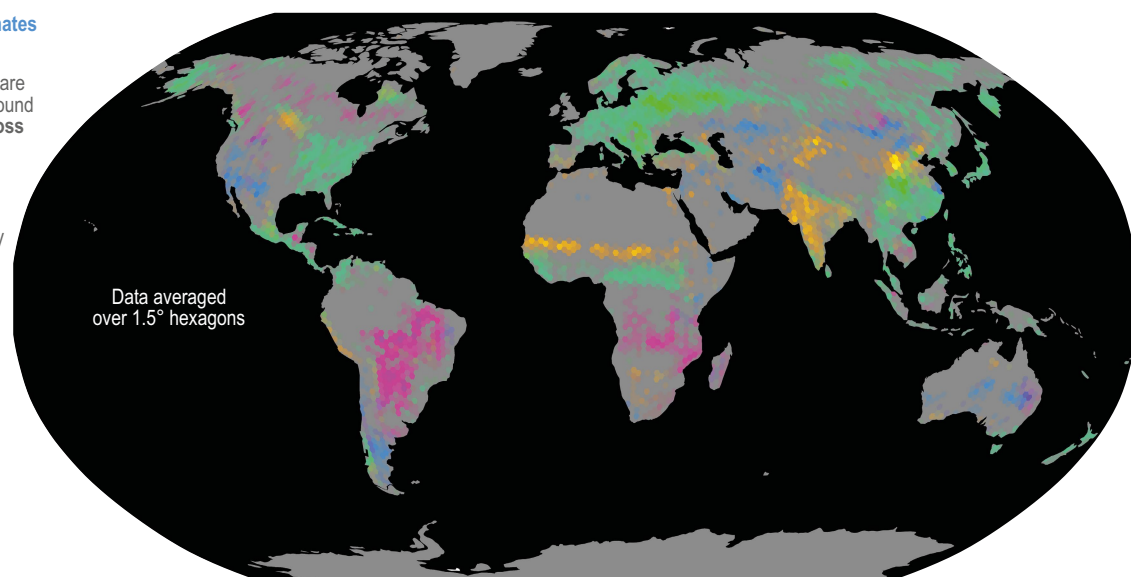 nates
are
ound
oss
y
Data averaged
over 1.5° hexagons